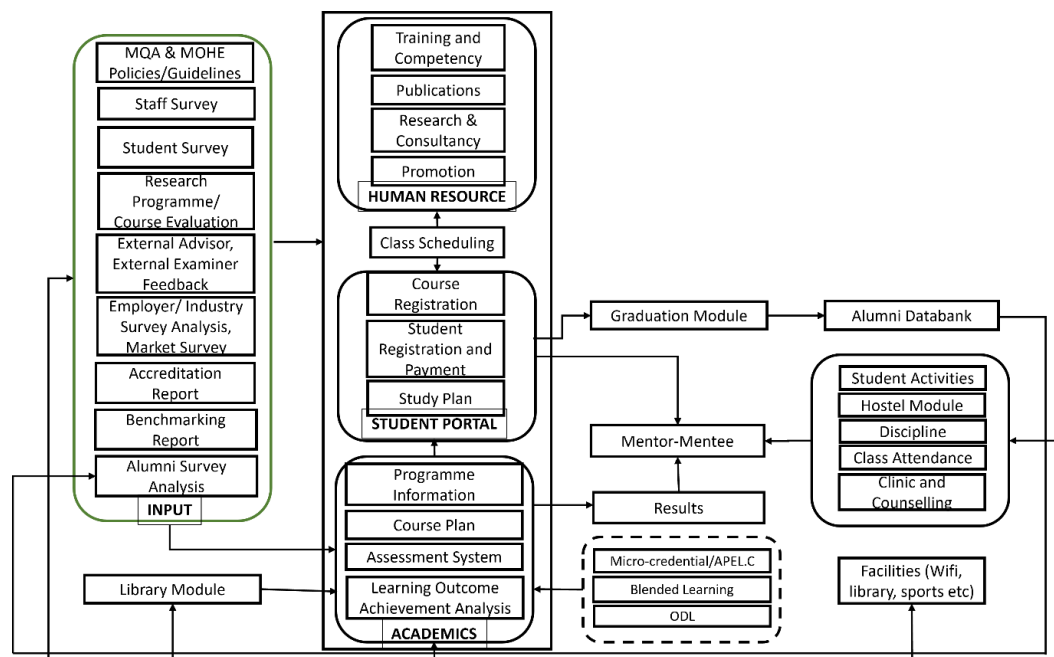 MQA & MOHE
Policies/Guidelines
Staff Survey
Student Survey
Research
Programme/
Course Evaluation
External Advisor,
External Examiner
Feedback
Employer/ Industry
Survey Analysis,
Market Survey
Accreditation
Report
Benchmarking
Report
Alumni Survey
Analysis
INPUT
Library Module
Training and
Competency
Publications
Research &
Consultancy
Promotion
HUMAN RESOURCE
Class Scheduling
Course
Registration
Student
Registration and
Payment
Study Plan
STUDENT PORTAL
Programme
Information
Course Plan
Assessment System
Learning Outcome
Achievement Analysis
ACADEMICS
Graduation Module
Mentor-Mentee
Results
Micro-credential/APEL.C
Blended Learning
ODL
Alumni Databank
Student Activities
Hostel Module
Discipline
Class Attendance
Clinic and
Counselling
Facilities (Wifi,
library, sports etc)